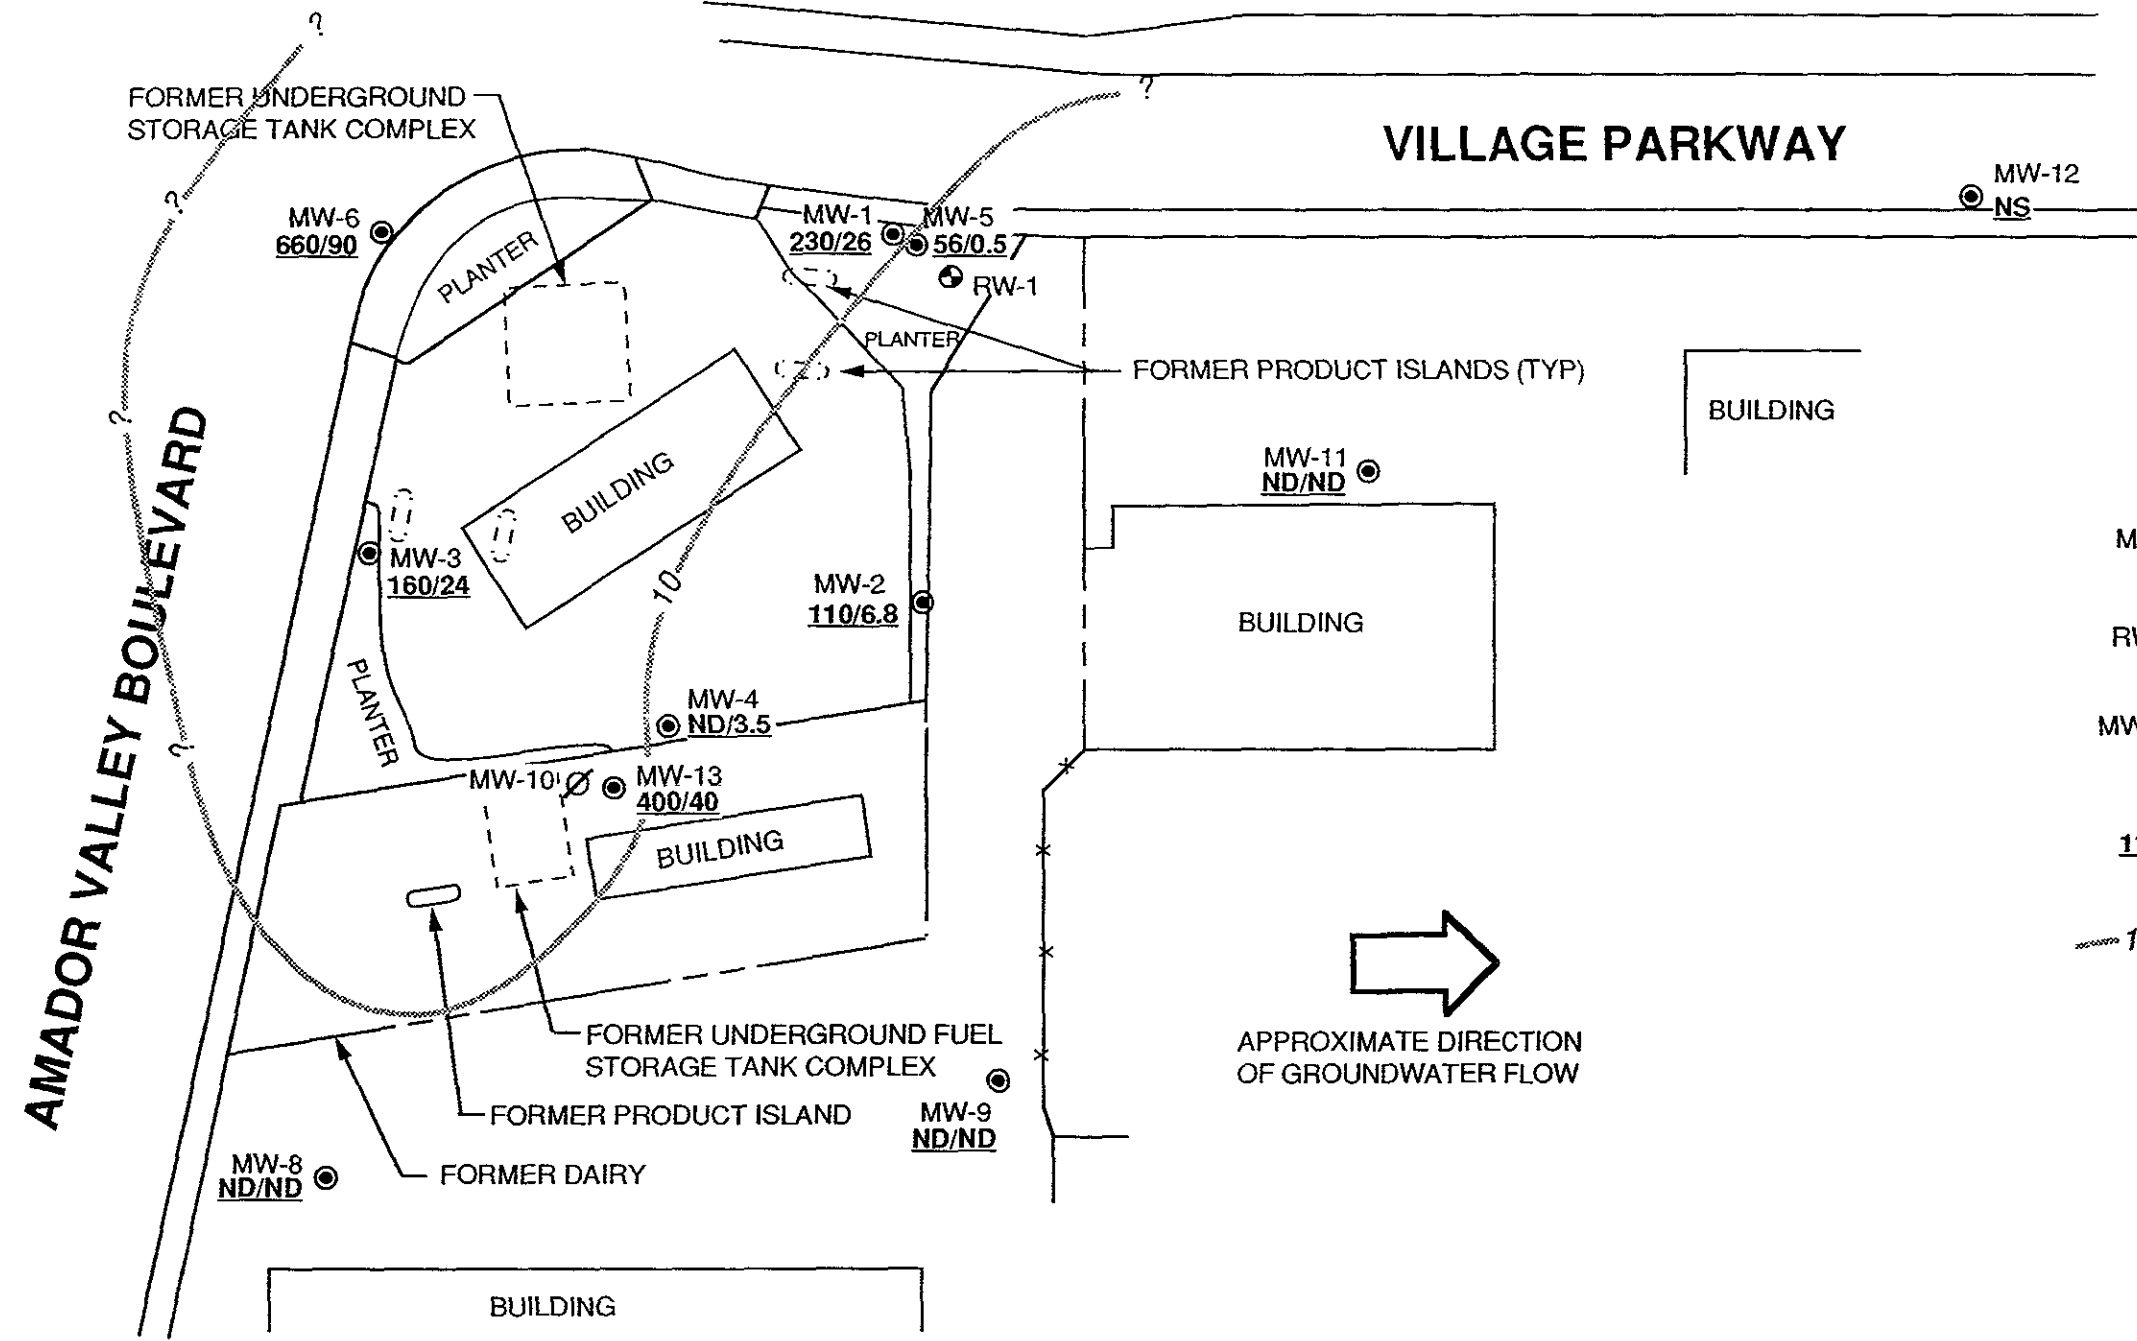 ?
?
FORMER UNDERGROUND
STORAGE TANK COMPLEX
VILLAGE PARKWAY
MW-12
NS
?
MW-6
660/90
MW-1
230/26
MW-5
56/0.5
PLANTER
RW-1
PLANTER
FORMER PRODUCT ISLANDS (TYP)
BUILDING
?
AMADOR VALLEY BOULEVARD
BUILDING
MW-11
ND/ND
MW-3
160/24
10
MW-2
110/6.8
BUILDING
PLANTER
MW-4
ND/3.5
?
MW-10
MW-13
400/40
BUILDING
FORMER UNDERGROUND FUEL
STORAGE TANK COMPLEX
APPROXIMATE DIRECTION
OF GROUNDWATER FLOW
FORMER PRODUCT ISLAND
MW-9
ND/ND
MW-8
ND/ND
FORMER DAIRY
BUILDING